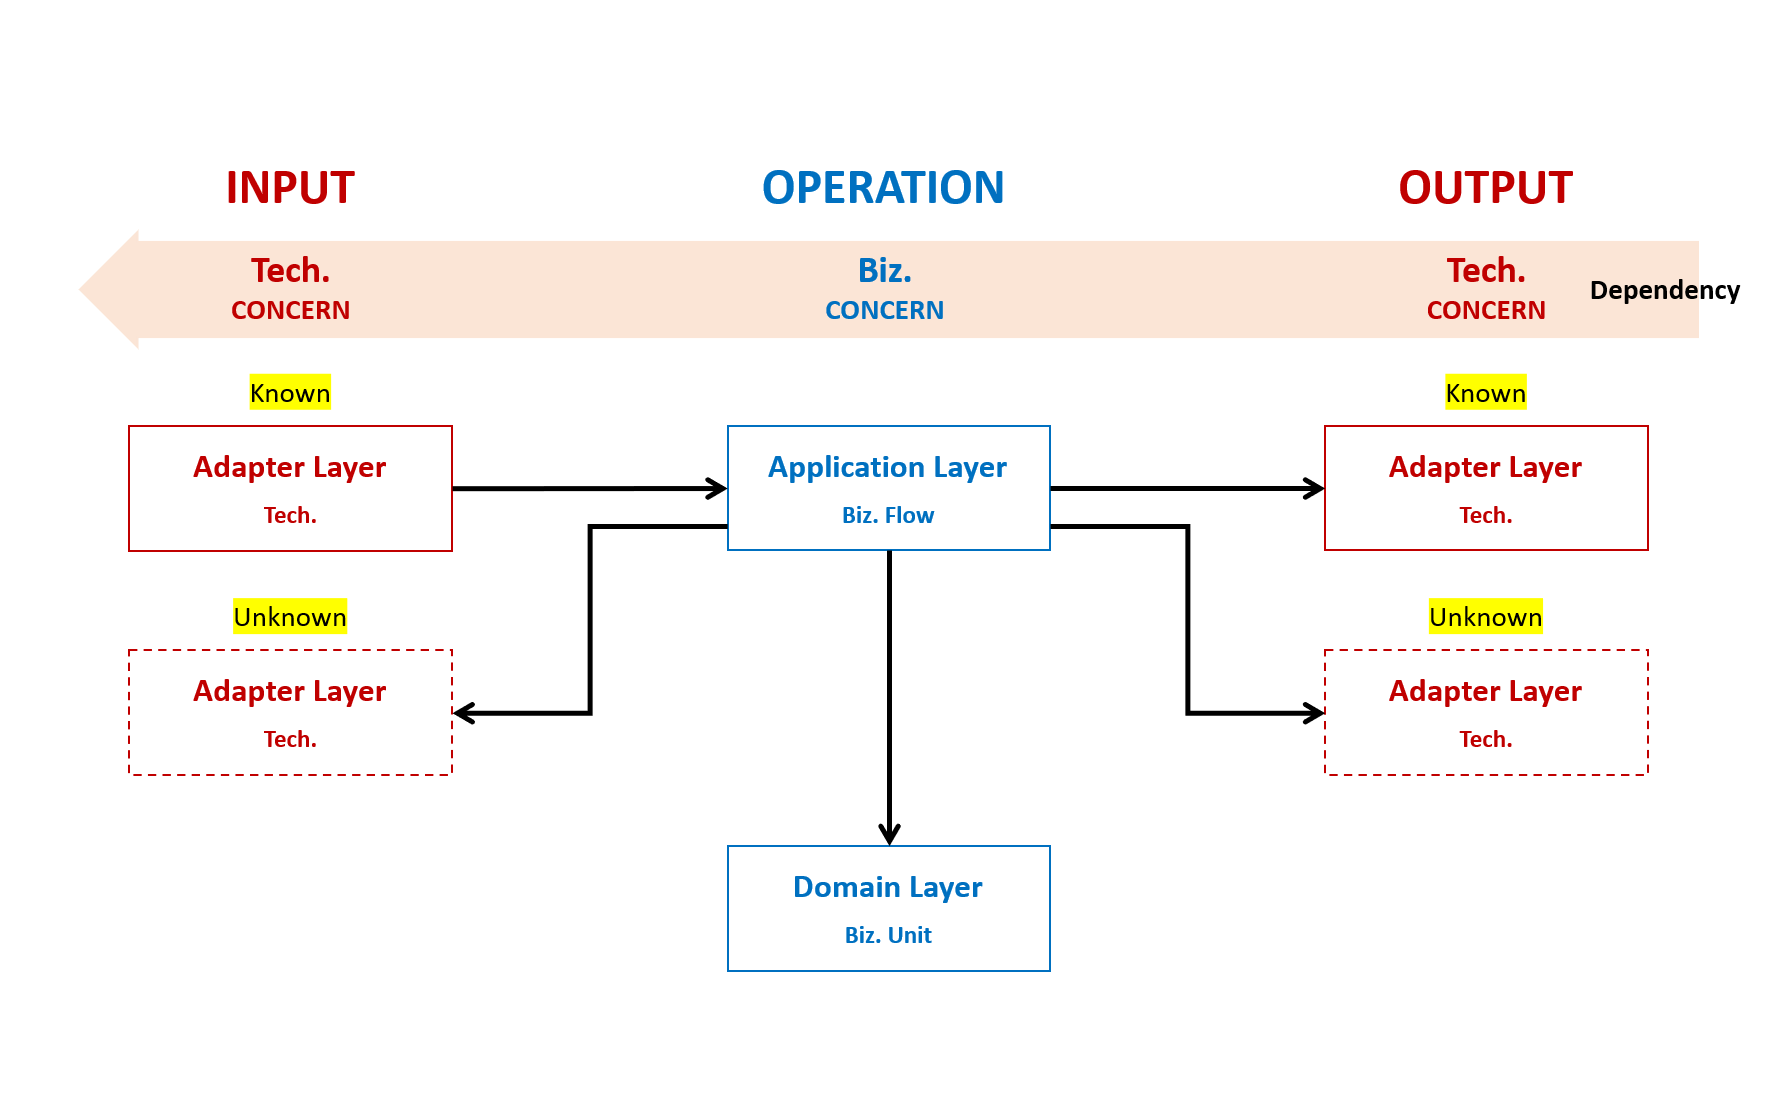 INPUT
OPERATION
OUTPUT
Tech.
CONCERN
Biz.
CONCERN
Tech.
CONCERN
Dependency
Known
Known
Adapter Layer
Tech.
Application Layer
Biz. Flow
Adapter Layer
Tech.
Unknown
Unknown
Adapter Layer
Tech.
Adapter Layer
Tech.
Domain Layer
Biz. Unit